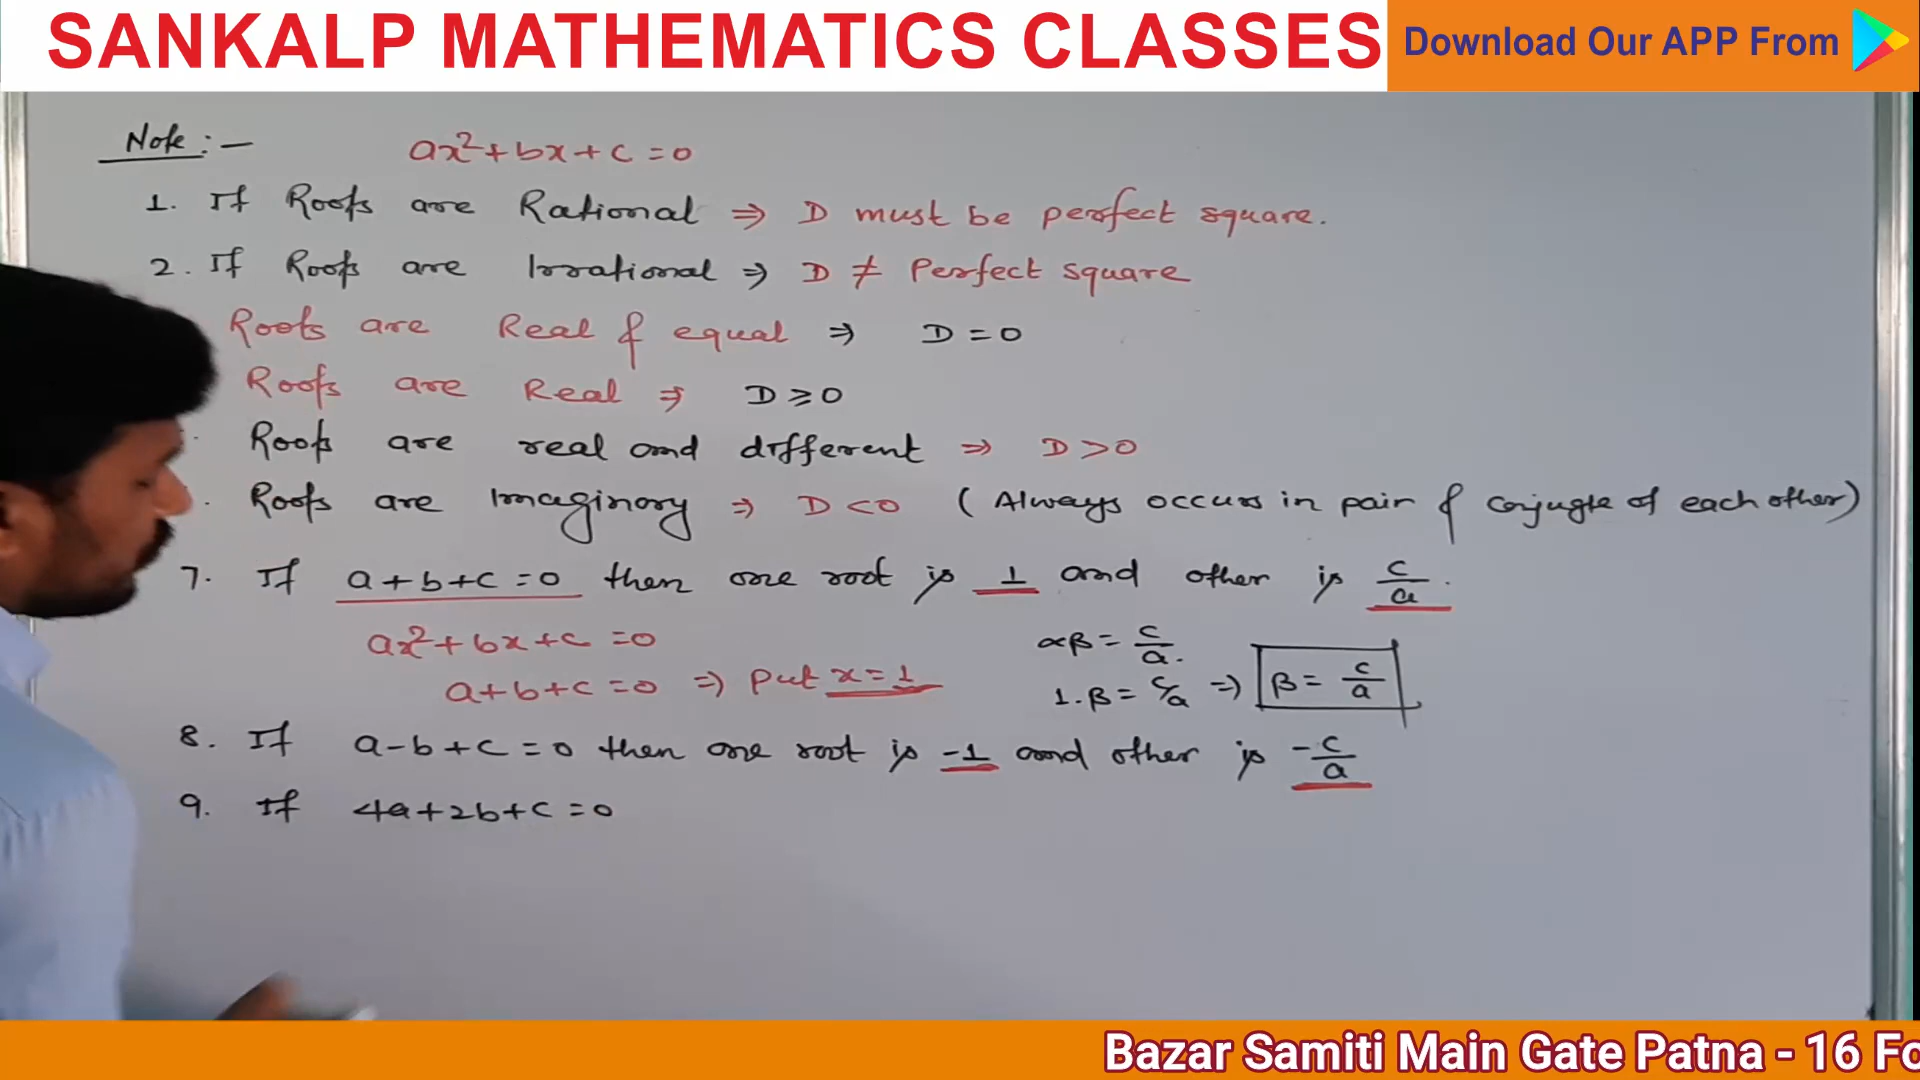 SANKALP MATHEMATICS CLASSES
Download Our APP From
Note :-
ax²+bx+c=0
1. If Roots are Rational ⇒ D must be perfect square.
2. If Roots are Irrational ⇒ D ≠ Perfect square
Roots are Real & equal ⇒ D=0
Roots are Real ⇒ D≥0
Roots are real and different ⇒ D>0
Roots are Imaginory ⇒ D<0 (Always occurs in pair & conjugte of each other)
7. If a+b+c=0 then one root is 1 and other is c/a.
ax²+bx+c=0
a+b+c=0 ⇒ put x=1
αβ = c/a.
1.β = c/a ⇒ β = c/a
8. If a-b+c=0 then one root is -1 and other is -c/a
9. If 4a+2b+c=0
Bazar Samiti Main Gate Patna - 16 Fo